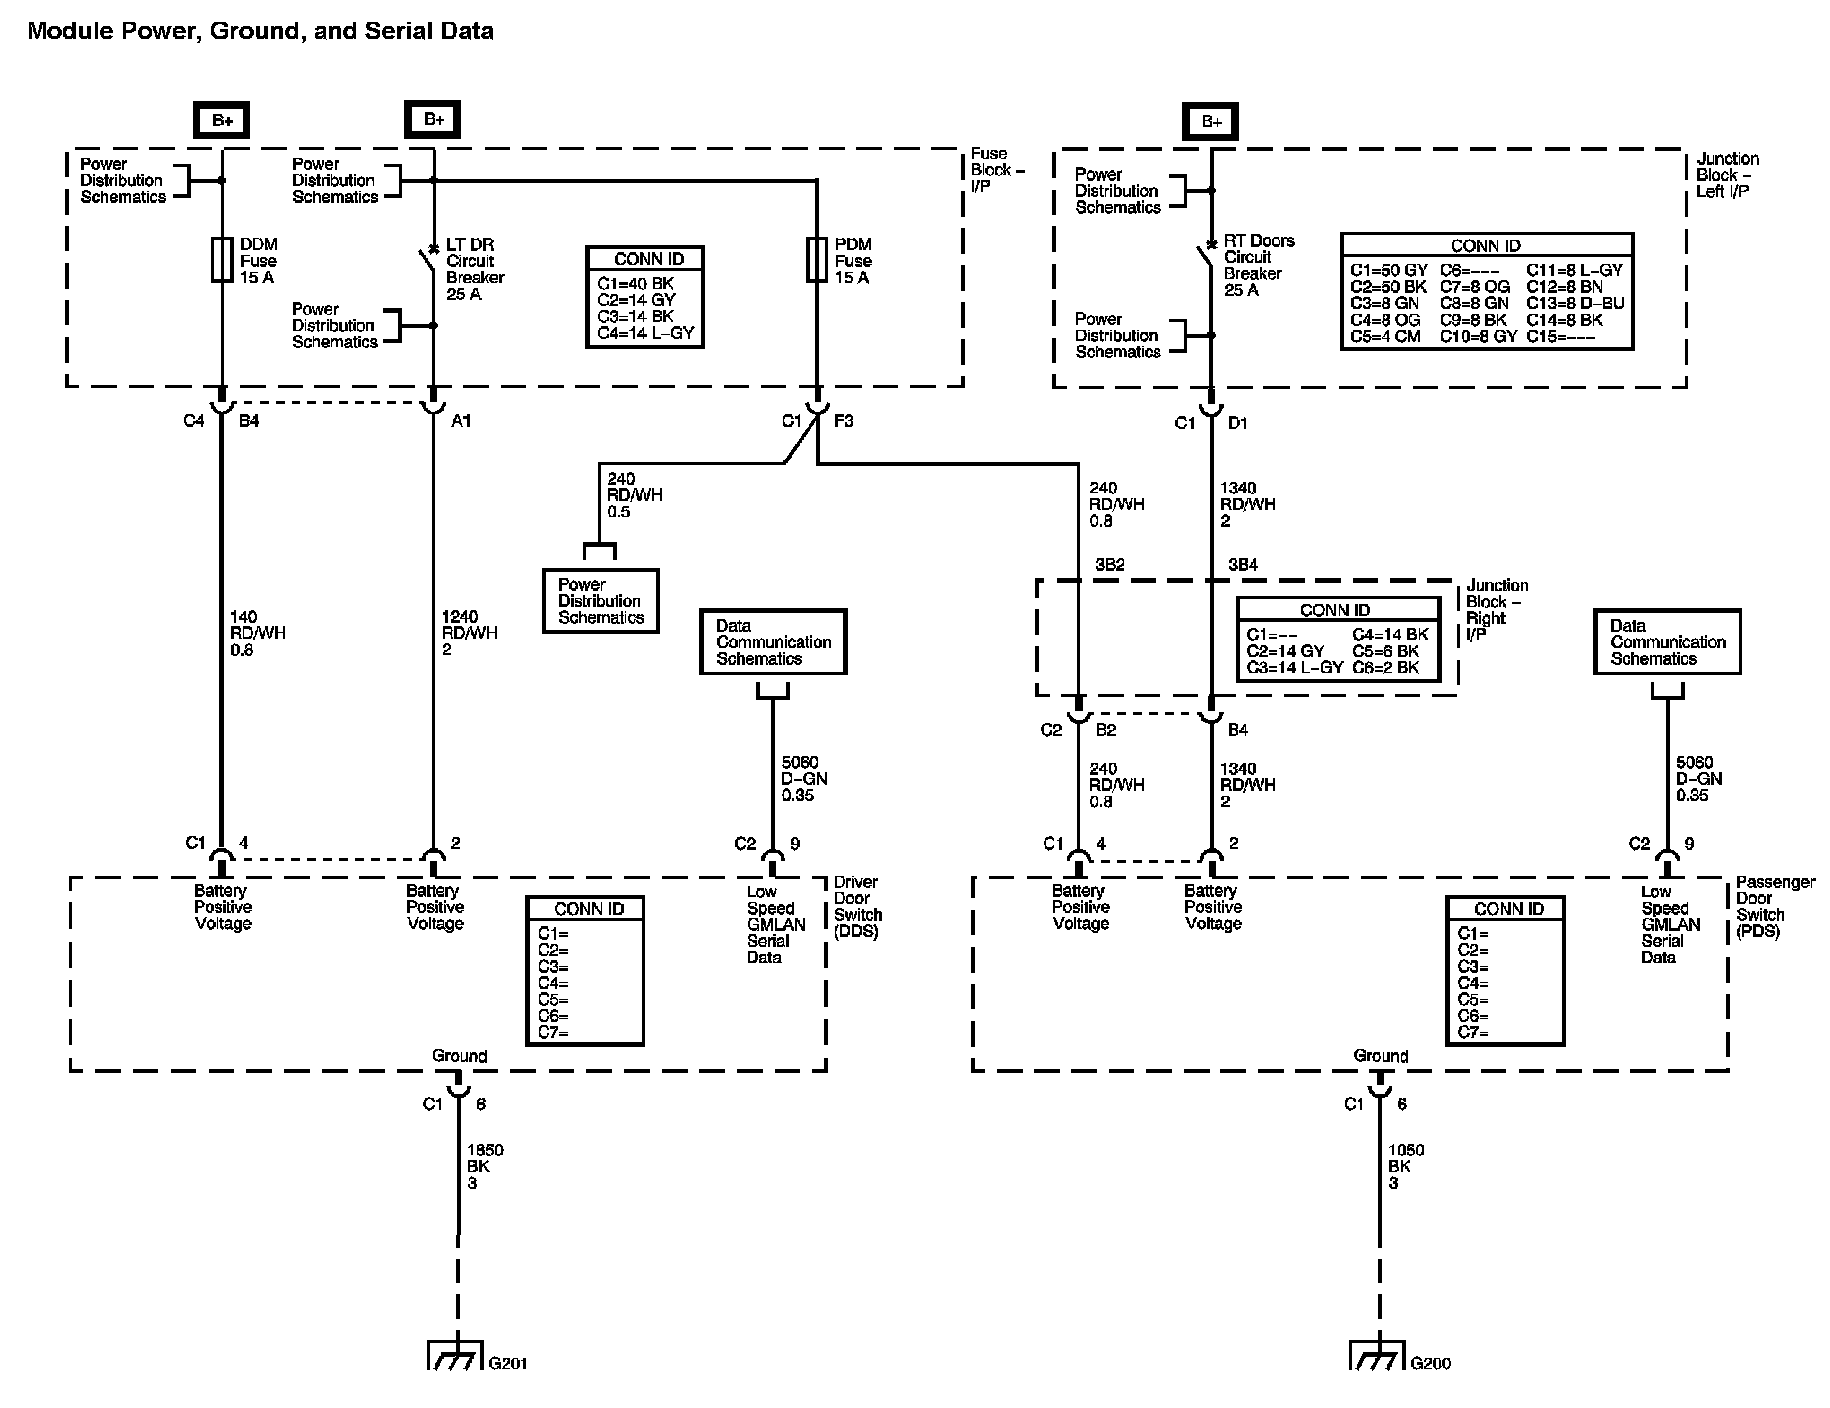 Module Power, Ground, and Serial Data
B+
B+
B+
Power
Distribution
Schematics
Power
Distribution
Schematics
Fuse
Block –
I/P
Power
Distribution
Schematics
Junction
Block –
Left I/P
DDM
Fuse
15 A
LT DR
Circuit
Breaker
25 A
CONN ID
C1=40 BK
C2=14 GY
C3=14 BK
C4=14 L–GY
PDM
Fuse
15 A
RT Doors
Circuit
Breaker
25 A
CONN ID
C1=50 GY C6=––– C11=8 L–GY
C2=50 BK C7=8 OG C12=8 BN
C3=8 GN C8=8 GN C13=8 D–BU
C4=8 OG C9=8 BK C14=8 BK
C5=4 CM C10=8 GY C15=–––
Power
Distribution
Schematics
Power
Distribution
Schematics
C4 B4 A1 C1 F3 C1 D1
240
RD/WH
0.5
240
RD/WH
0.8
1340
RD/WH
2
3B2 3B4
Power
Distribution
Schematics
Junction
Block –
Right
I/P
CONN ID
C1=–– C4=14 BK
C2=14 GY C5=6 BK
C3=14 L–GY C6=2 BK
140
RD/WH
0.8
1240
RD/WH
2
Data
Communication
Schematics
Data
Communication
Schematics
C2 B2 B4
5060
D–GN
0.35
240
RD/WH
0.8
1340
RD/WH
2
5060
D–GN
0.35
C1 4 2 C2 9 C1 4 2 C2 9
Battery
Positive
Voltage
Battery
Positive
Voltage
CONN ID
C1=
C2=
C3=
C4=
C5=
C6=
C7=
Low
Speed
GMLAN
Serial
Data
Driver
Door
Switch
(DDS)
Battery
Positive
Voltage
Battery
Positive
Voltage
CONN ID
C1=
C2=
C3=
C4=
C5=
C6=
C7=
Low
Speed
GMLAN
Serial
Data
Passenger
Door
Switch
(PDS)
Ground
Ground
C1 6
C1 6
1850
BK
3
1050
BK
3
G201
G200